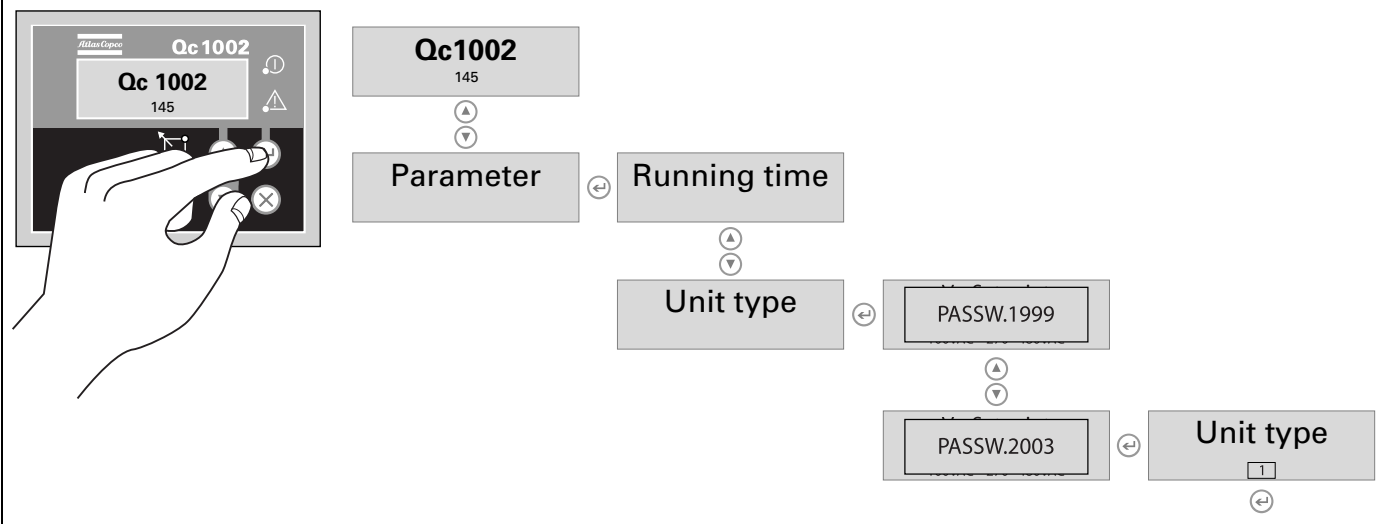 Atlas Copco
Qc1002
Qc 1002
145
Qc1002
145
Parameter
Running time
Unit type
PASSW.1999
PASSW.2003
Unit type
1